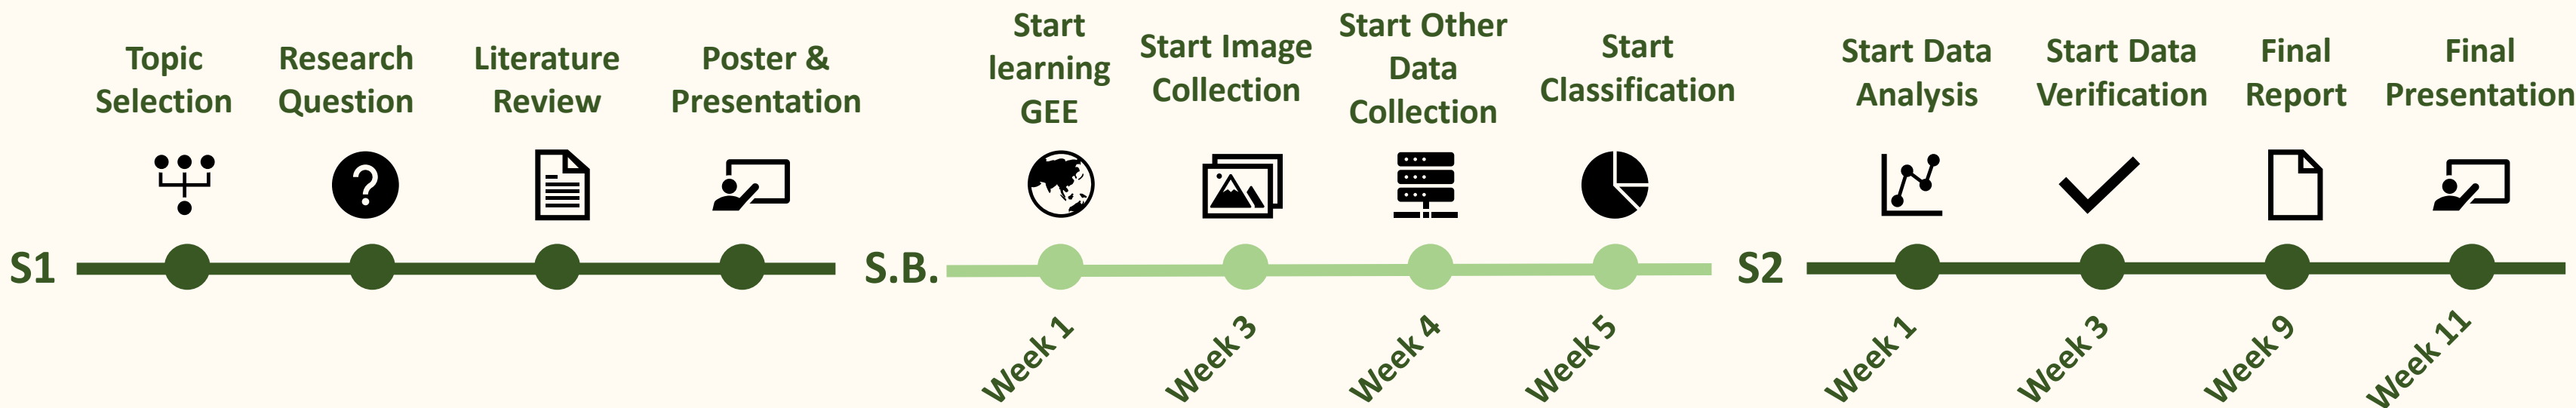 Topic
Selection
Research
Question
Literature
Review
Poster &
Presentation
Start
learning
GEE
Start Image
Collection
Start Other
Data
Collection
Start
Classification
Start Data
Analysis
Start Data
Verification
Final
Report
Final
Presentation
?
S1
S.B.
S2
Week 1
Week 3
Week 4
Week 5
Week 1
Week 3
Week 9
Week 11